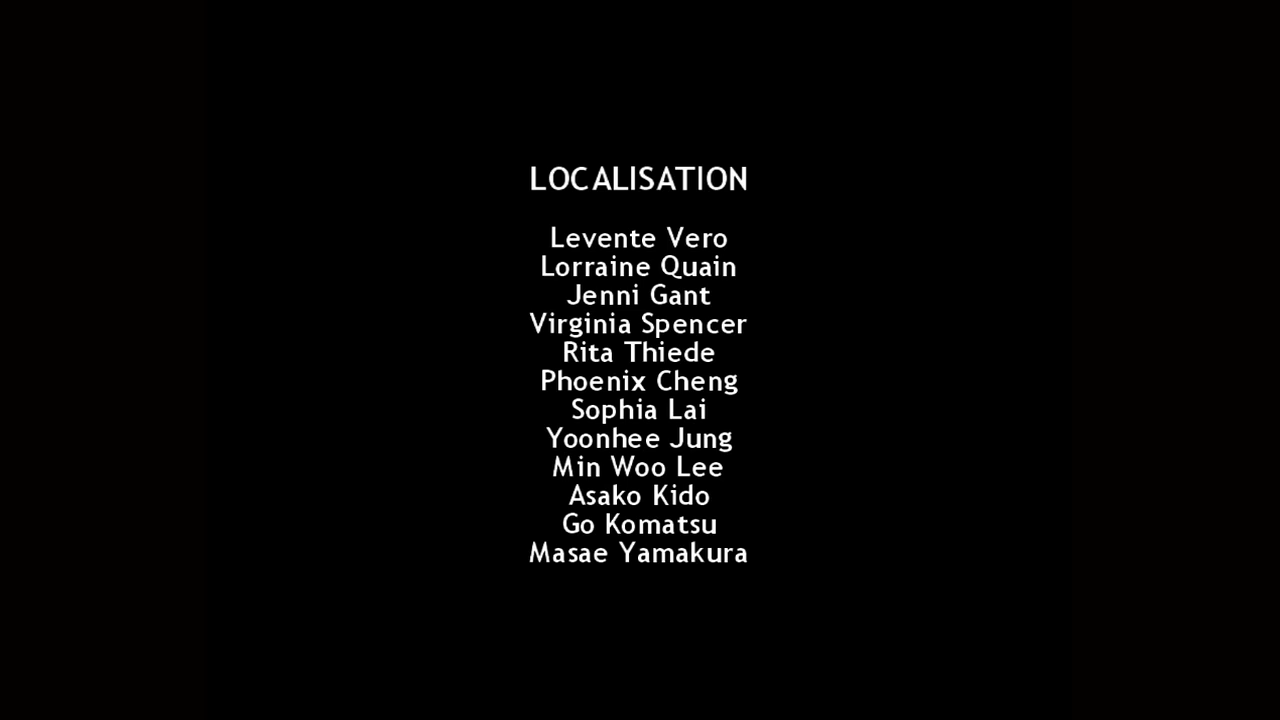 LOCALISATION
Levente Vero
Lorraine Quain
Jenni Gant
Virginia Spencer
Rita Thiede
Phoenix Cheng
Sophia Lai
Yoonhee Jung
Min Woo Lee
Asako Kido
Go Komatsu
Masae Yamakura